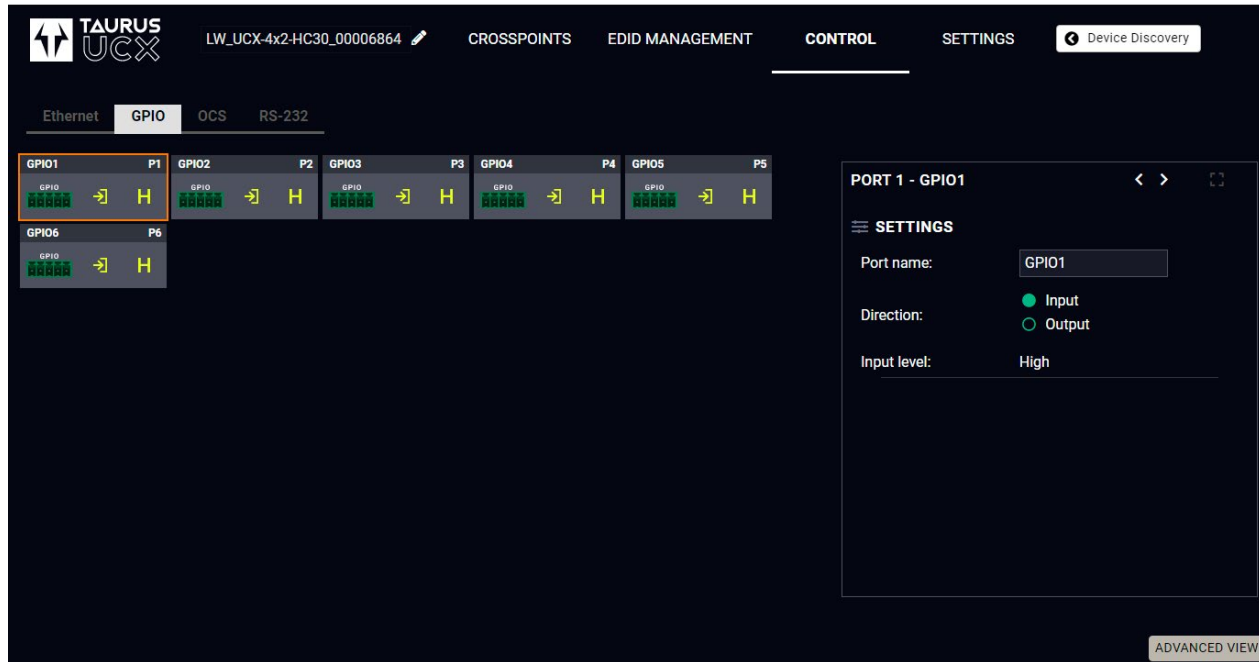 TAURUS
UCX
LW_UCX-4x2-HC30_00006864
CROSSPOINTS
EDID MANAGEMENT
CONTROL
SETTINGS
Device Discovery
Ethernet
GPIO
OCS
RS-232
GPIO1 P1
GPIO H
GPIO2 P2
GPIO H
GPIO3 P3
GPIO H
GPIO4 P4
GPIO H
GPIO5 P5
GPIO H
GPIO6 P6
GPIO H
PORT 1 - GPIO1
SETTINGS
Port name: GPIO1
Direction: Input
Output
Input level: High
ADVANCED VIEW